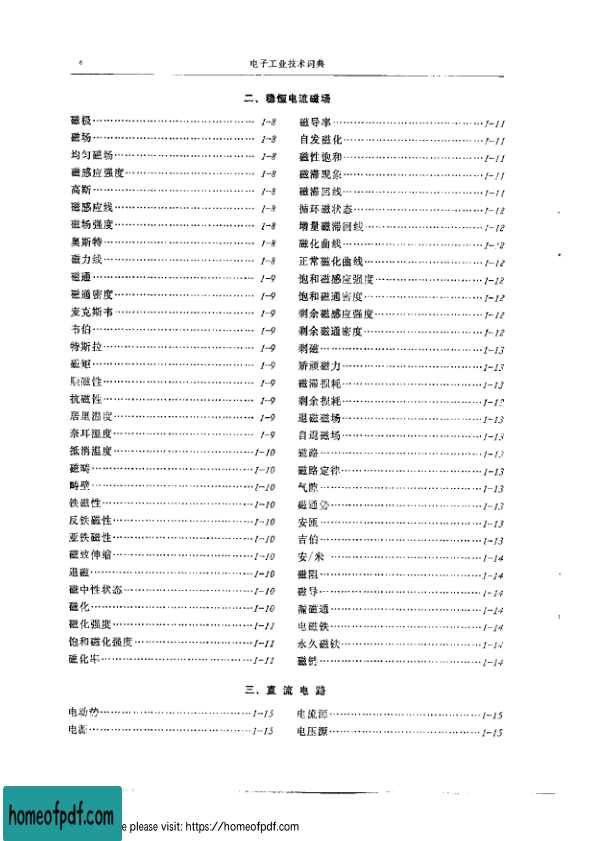 6
电子工业技术词典
二、稳恒电流磁场
磁极…………1-8
磁场…………1-8
均匀磁场…………1-8
磁感应强度…………1-8
高斯…………1-8
磁感应线…………1-8
磁场强度…………1-8
奥斯特…………1-8
磁力线…………1-8
磁通…………1-9
磁通密度…………1-9
麦克斯韦…………1-9
韦伯…………1-9
特斯拉…………1-9
磁矩…………1-9
顺磁性…………1-9
抗磁性…………1-9
居里温度…………1-9
奈耳温度…………1-9
抵消温度…………1-10
磁畴…………1-10
畴壁…………1-10
铁磁性…………1-10
反铁磁性…………1-10
亚铁磁性…………1-10
磁致伸缩…………1-10
退磁…………1-10
磁中性状态…………1-10
磁化…………1-10
磁化强度…………1-11
饱和磁化强度…………1-11
磁化率…………1-11
磁导率…………1-11
自发磁化…………1-11
磁性饱和…………1-11
磁滞现象…………1-11
磁滞回线…………1-11
循环磁状态…………1-12
增量磁滞回线…………1-12
磁化曲线…………1-12
正常磁化曲线…………1-12
饱和磁感应强度…………1-12
饱和磁通密度…………1-12
剩余磁感应强度…………1-12
剩余磁通密度…………1-12
剩磁…………1-13
矫顽磁力…………1-13
磁滞损耗…………1-13
剩余损耗…………1-13
退磁磁场…………1-13
自退磁场…………1-13
磁路…………1-13
磁路定律…………1-13
气隙…………1-13
磁通势…………1-13
安匝…………1-13
吉伯…………1-13
安/米…………1-14
磁阻…………1-14
磁导…………1-14
漏磁通…………1-14
电磁铁…………1-14
永久磁铁…………1-14
磁链…………1-14
三、直流电路
电动势…………1-15
电源…………1-15
电流源…………1-15
电压源…………1-15
homeofpdf.com
e please visit: https://homeofpdf.com